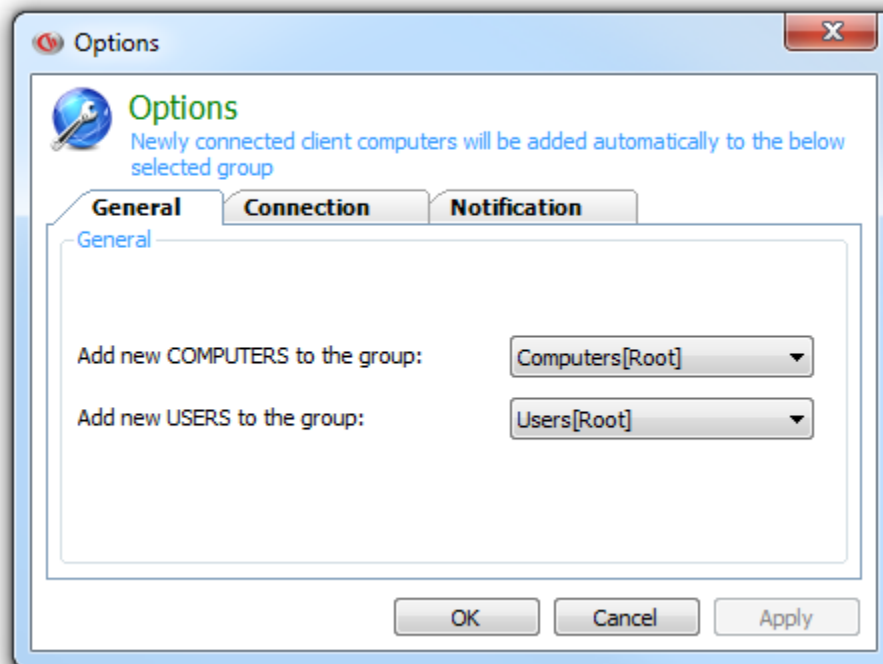 Options
Options
Newly connected client computers will be added automatically to the below
selected group
General Connection Notification
General
Add new COMPUTERS to the group: Computers[Root]
Add new USERS to the group: Users[Root]
OK Cancel Apply